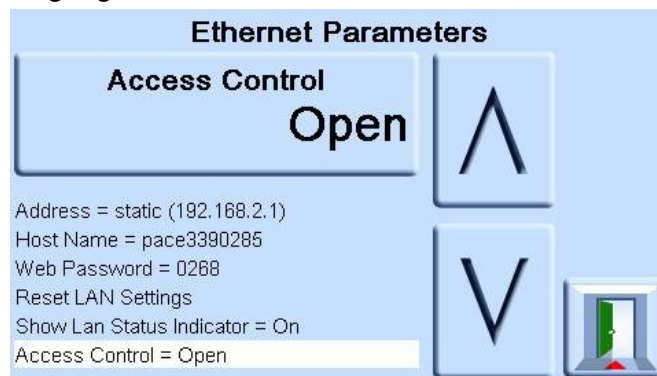 Ethernet Parameters
Access Control
Open
Address = static (192.168.2.1)
Host Name = pace3390285
Web Password = 0268
Reset LAN Settings
Show Lan Status Indicator = On
Access Control = Open